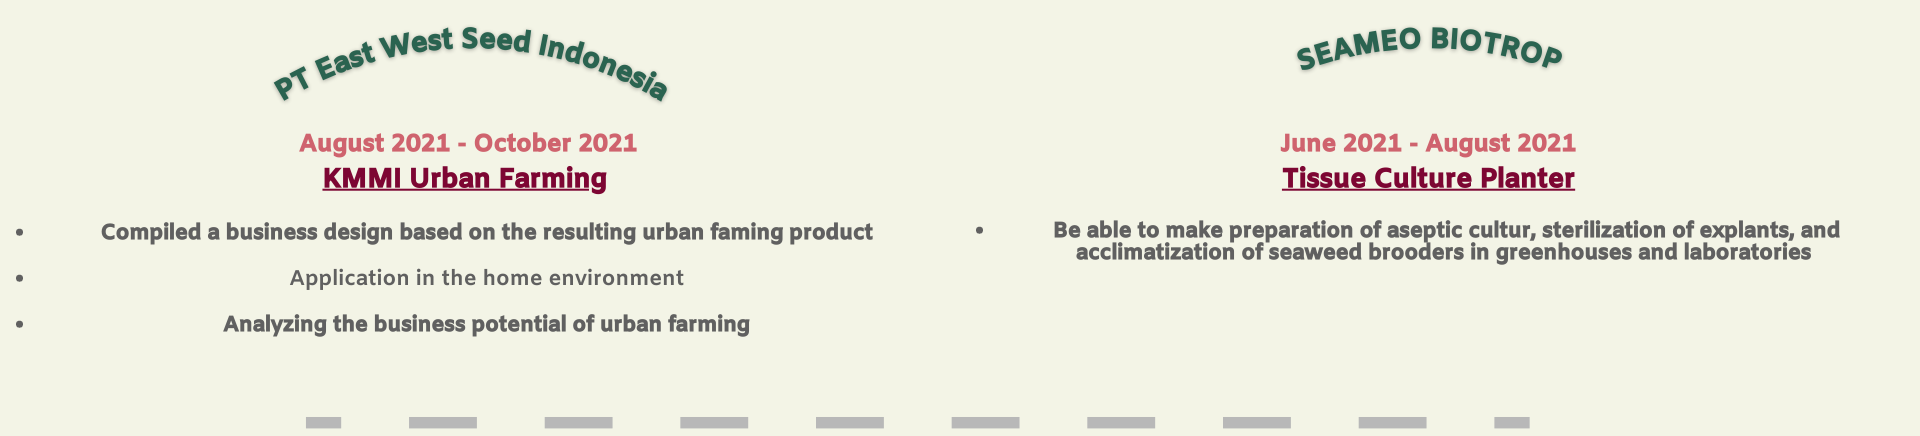 PT East West Seed Indonesia
August 2021 - October 2021
KMMI Urban Farming
• Compiled a business design based on the resulting urban faming product
• Application in the home environment
• Analyzing the business potential of urban farming
SEAMEO BIOTROP
June 2021 - August 2021
Tissue Culture Planter
• Be able to make preparation of aseptic cultur, sterilization of explants, and
acclimatization of seaweed brooders in greenhouses and laboratories